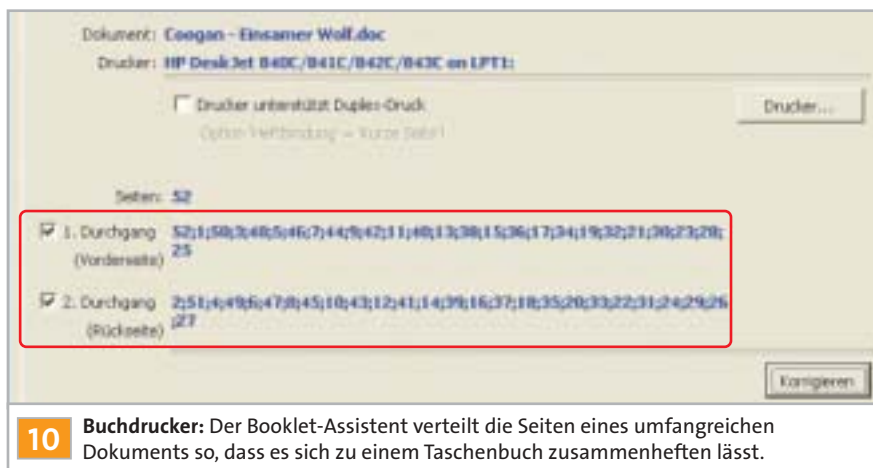 Dokument: Coogan - Einsamer Wolf.doc
Drucker: HP DeskJet 840C/841C/842C/843C on LPT1:
Drucker unterstützt Duplex-Druck
Drucker...
Option 'Heftbindung = Kurze Seite'!
Seiten: 52
1. Durchgang (Vorderseite)
52;1;50;3;48;5;46;7;44;9;42;11;40;13;38;15;36;17;34;19;32;21;30;23;28;
25
2. Durchgang (Rückseite)
2;51;4;49;6;47;8;45;10;43;12;41;14;39;16;37;18;35;20;33;22;31;24;29;26
;27
Korrigieren
10 Buchdrucker: Der Booklet-Assistent verteilt die Seiten eines umfangreichen
Dokuments so, dass es sich zu einem Taschenbuch zusammenheften lässt.